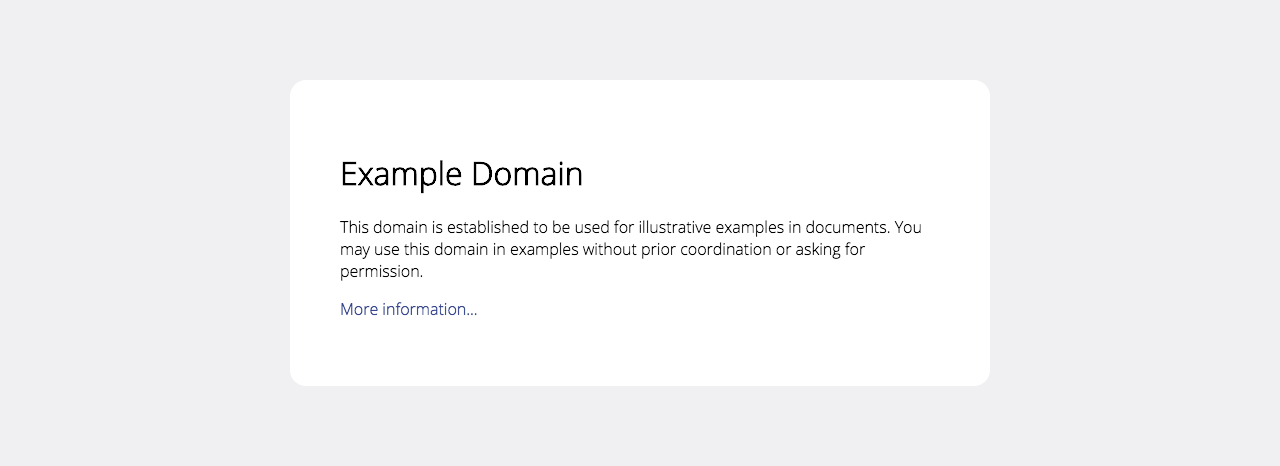 Example Domain
This domain is established to be used for illustrative examples in documents. You
may use this domain in examples without prior coordination or asking for
permission.
More information...